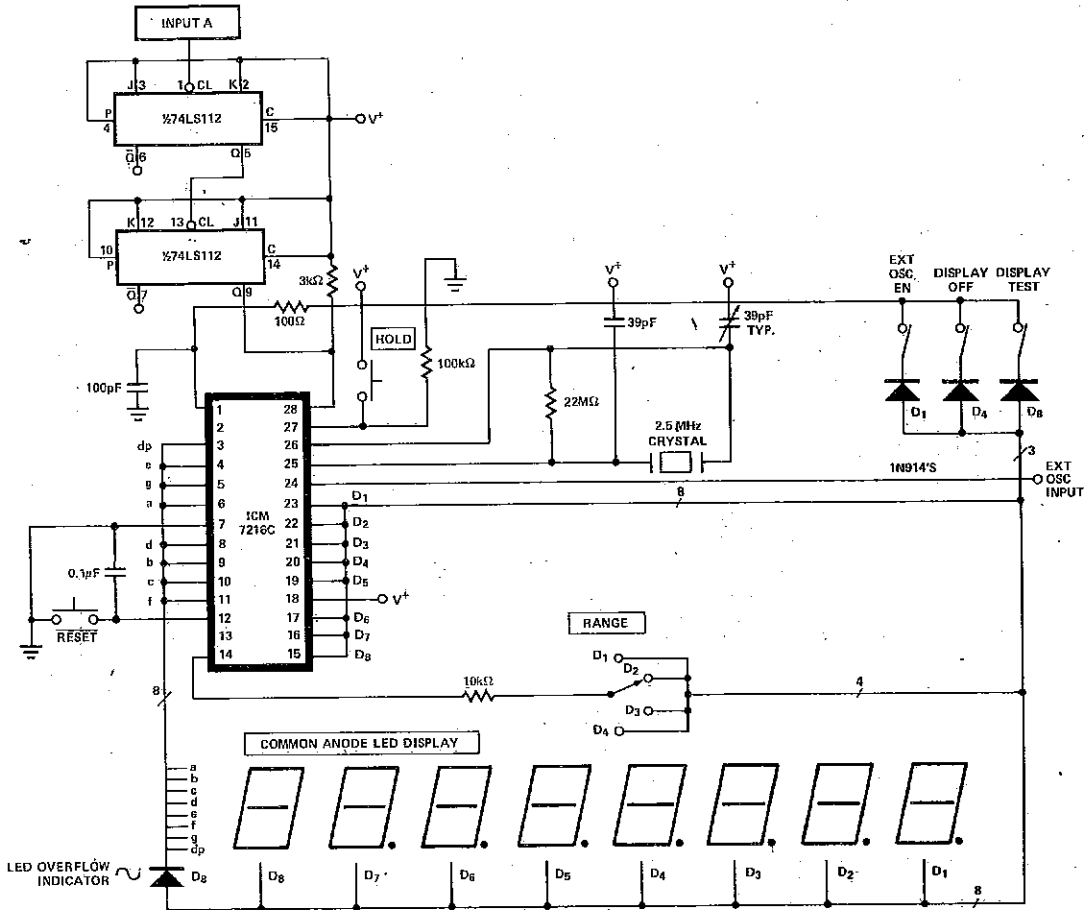 INPUT A
J 3
1 CL
K 2
P
4
½74LS112
C
15
V+
Q̅ 6
Q 5
K 12
13 CL
J 11
10
P
½74LS112
C
14
Q̅ 7
Q 9
3kΩ
100Ω
V+
HOLD
100kΩ
100pF
V+
39pF
V+
39pF
TYP.
22MΩ
2.5 MHz
CRYSTAL
EXT
OSC
EN
DISPLAY
OFF
DISPLAY
TEST
D1
D4
D8
1N914'S
3
EXT
OSC
INPUT
8
ICM
7216C
1
2
3
4
5
6
7
8
9
10
11
12
13
14
28
27
26
25
24
23
22
21
20
19
18
17
16
15
dp
e
g
a
d
b
c
f
D1
D2
D3
D4
D5
V+
D6
D7
D8
0.1µF
RESET
8
10kΩ
RANGE
D1
D2
D3
D4
4
COMMON ANODE LED DISPLAY
a
b
c
d
e
f
g
dp
LED OVERFLOW
INDICATOR
D8
D8
D7
D6
D5
D4
D3
D2
D1
8